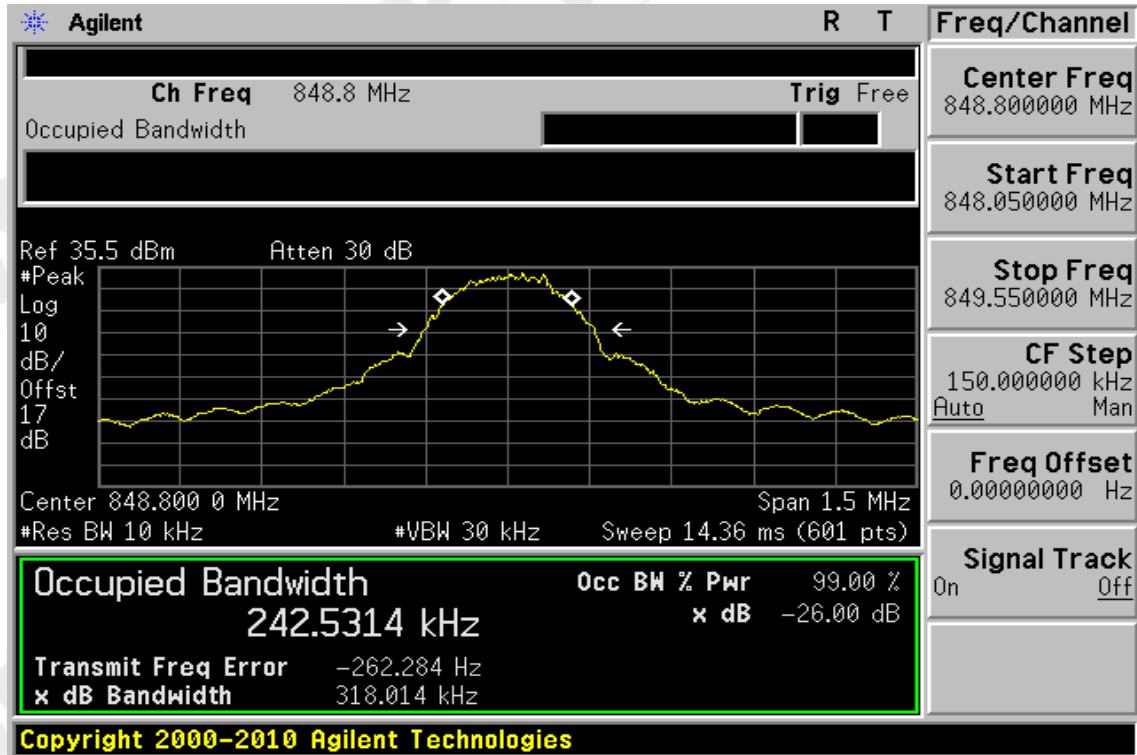 Agilent R T Freq/Channel
Ch Freq 848.8 MHz Trig Free
Occupied Bandwidth
Center Freq
848.800000 MHz
Start Freq
848.050000 MHz
Stop Freq
849.550000 MHz
CF Step
150.000000 kHz
Auto Man
Freq Offset
0.00000000 Hz
Signal Track
On Off
Ref 35.5 dBm Atten 30 dB
#Peak
Log
10
dB/
Offst
17
dB
Center 848.800 0 MHz Span 1.5 MHz
#Res BW 10 kHz #VBW 30 kHz Sweep 14.36 ms (601 pts)
Occupied Bandwidth Occ BW % Pwr 99.00 %
242.5314 kHz x dB -26.00 dB
Transmit Freq Error -262.284 Hz
x dB Bandwidth 318.014 kHz
Copyright 2000-2010 Agilent Technologies